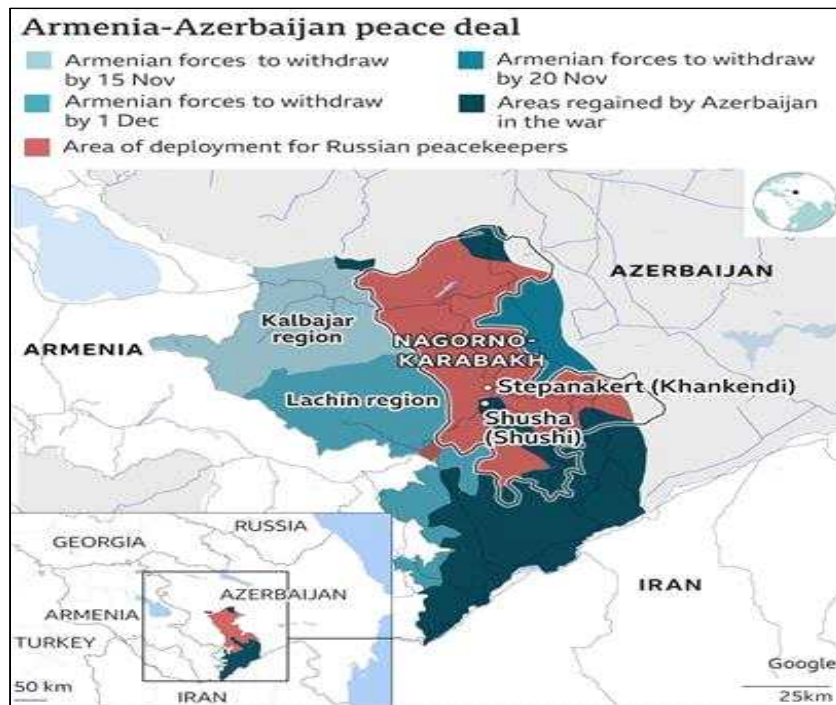 Armenia-Azerbaijan peace deal
Armenian forces to withdraw
by 15 Nov
Armenian forces to withdraw
by 20 Nov
Armenian forces to withdraw
by 1 Dec
Areas regained by Azerbaijan
in the war
Area of deployment for Russian peacekeepers
AZERBAIJAN
Kalbajar
region
ARMENIA
NAGORNO-
KARABAKH
Stepanakert (Khankendi)
Lachin region
Shusha
(Shushi)
RUSSIA
GEORGIA
IRAN
AZERBAIJAN
ARMENIA
TURKEY
IRAN
50 km
Google
25km